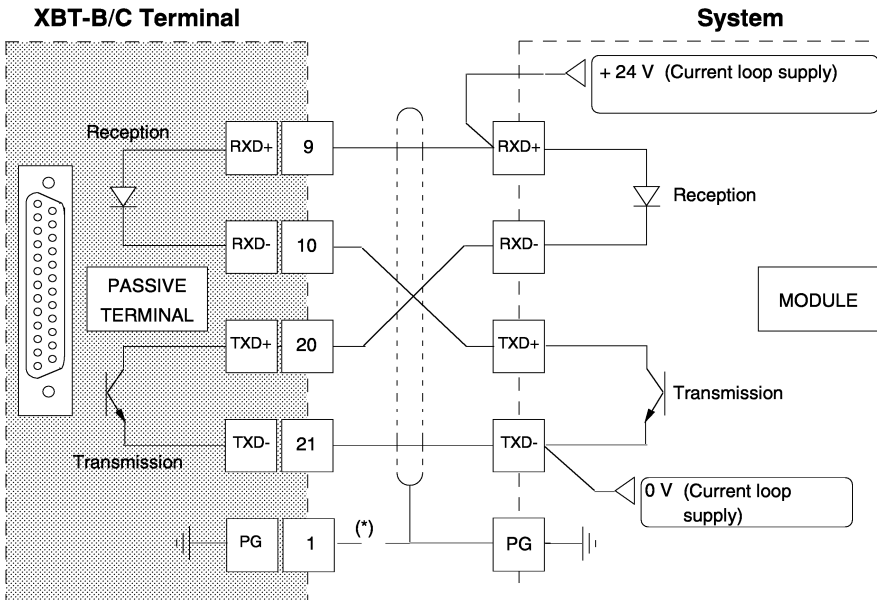 XBT-B/C Terminal
System
+ 24 V (Current loop supply)
Reception
RXD+
9
RXD+
Reception
RXD-
10
RXD-
PASSIVE
TERMINAL
MODULE
TXD+
20
TXD+
Transmission
TXD-
21
TXD-
Transmission
0 V (Current loop
supply)
PG
1
(*)
PG